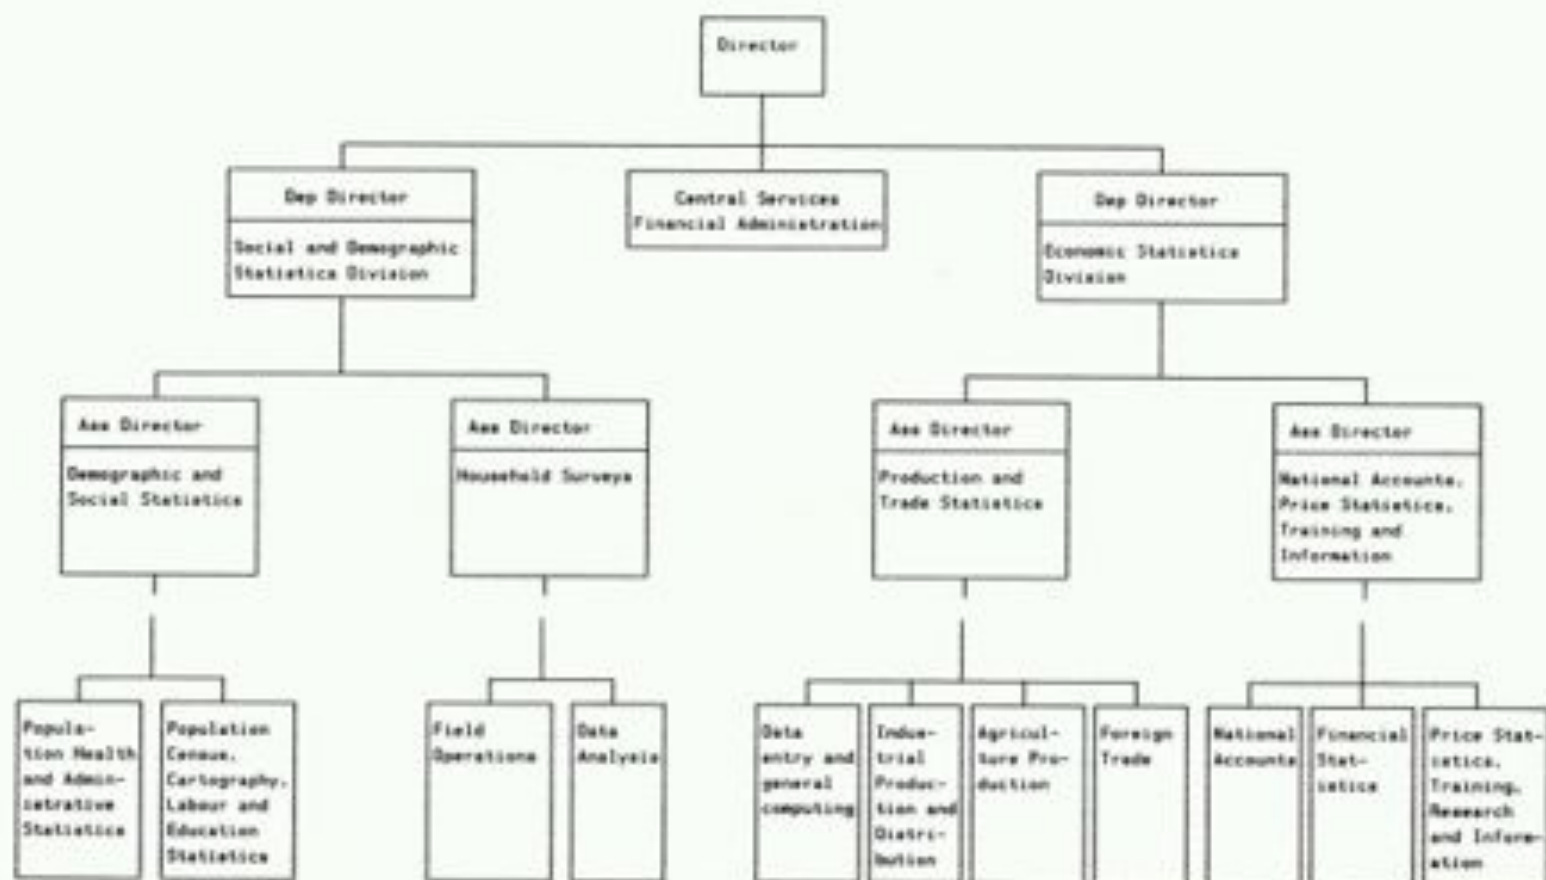 Director
Dep Director
Social and Demographic
Statistics Division
Central Services
Financial Administration
Dep Director
Economic Statistics
Division
Ass Director
Demographic and
Social Statistics
Ass Director
Household Surveys
Ass Director
Production and
Trade Statistics
Ass Director
National Accounts,
Price Statistics,
Training and
Information
Popula-
tion Health
and Admin-
istrative
Statistics
Population
Census,
Cartography,
Labour and
Education
Statistics
Field
Operations
Data
Analysis
Data
entry and
general
computing
Indus-
trial
Produc-
tion and
Distri-
bution
Agricul-
ture Pro-
duction
Foreign
Trade
National
Accounts
Financial
Stat-
istics
Price Stat-
istics,
Training,
Research
and Inform-
ation